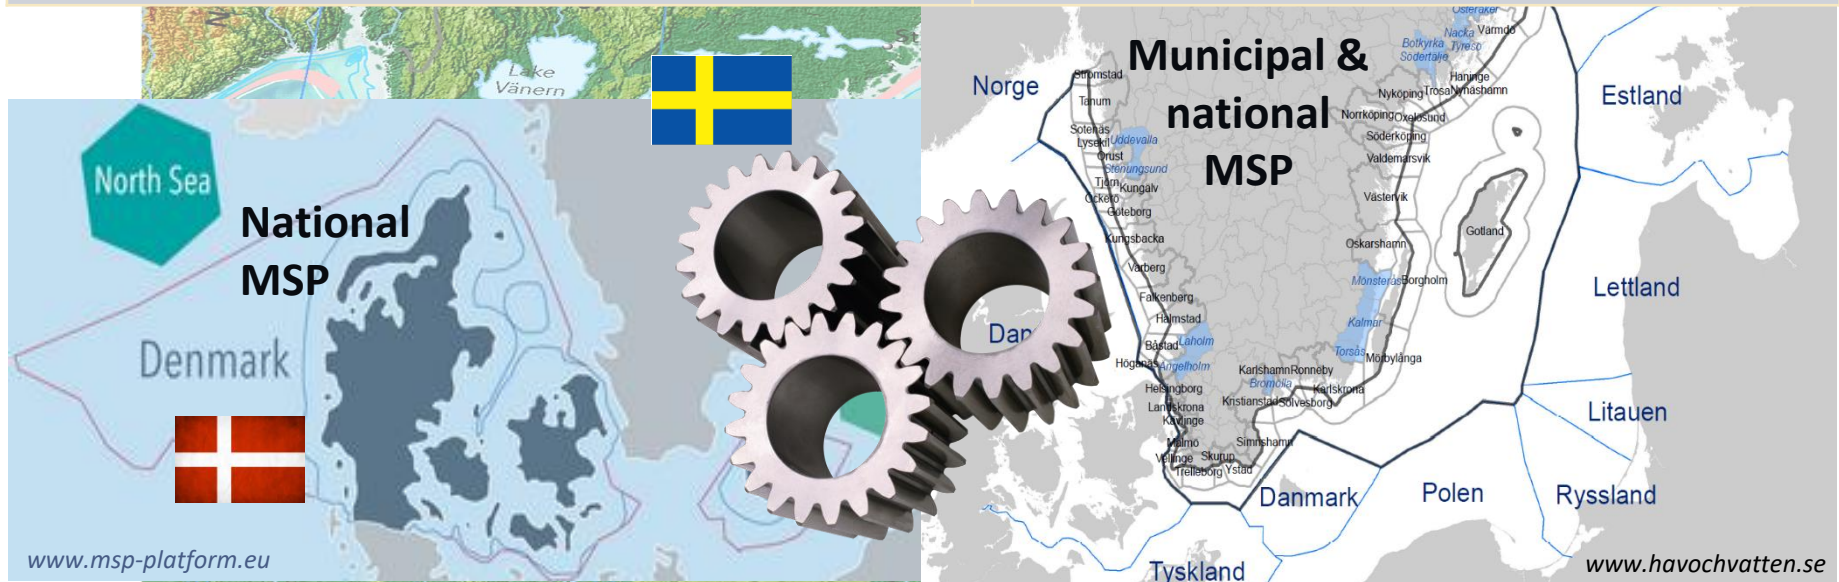 Lake
Vänern
St
North Sea
National
MSP
Denmark
www.msp-platform.eu
Municipal &
national
MSP
Norge
Estland
Lettland
Litauen
Ryssland
Polen
Danmark
Tyskland
Dan
Strömstad
Tanum
Sotenäs
Lysekil
Uddevalla
Orust
Stenungsund
Tjörn
Kungälv
Öckerö
Göteborg
Kungsbacka
Varberg
Falkenberg
Halmstad
Båstad
Laholm
Höganäs
Ängelholm
Helsingborg
Landskrona
Kävlinge
Malmö
Vellinge
Skurup
Trelleborg
Ystad
Simrishamn
Kristianstad
Sölvesborg
Bromölla
Karlshamn
Ronneby
Karlskrona
Torsås
Mörbylånga
Kalmar
Mönsterås
Borgholm
Oskarshamn
Gotland
Västervik
Valdemarsvik
Söderköping
Norrköping
Oxelösund
Nyköping
Trosa
Nynäshamn
Haninge
Botkyrka
Södertälje
Nacka
Tyresö
Värmdö
Österåker
www.havochvatten.se